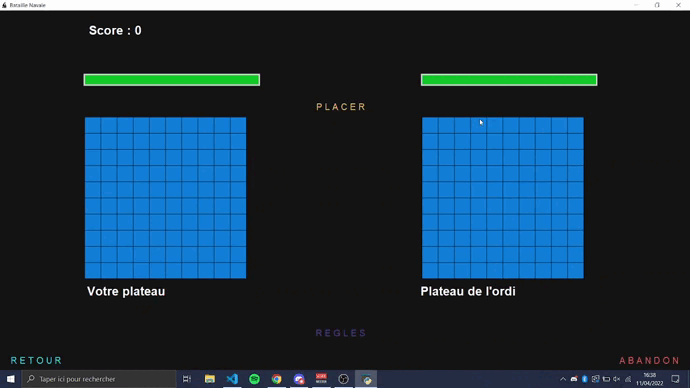 Bataille Navale
Score : 0
PLACER
Votre plateau
Plateau de l'ordi
REGLES
RETOUR
ABANDON
Taper ici pour rechercher
16:38
11/04/2022